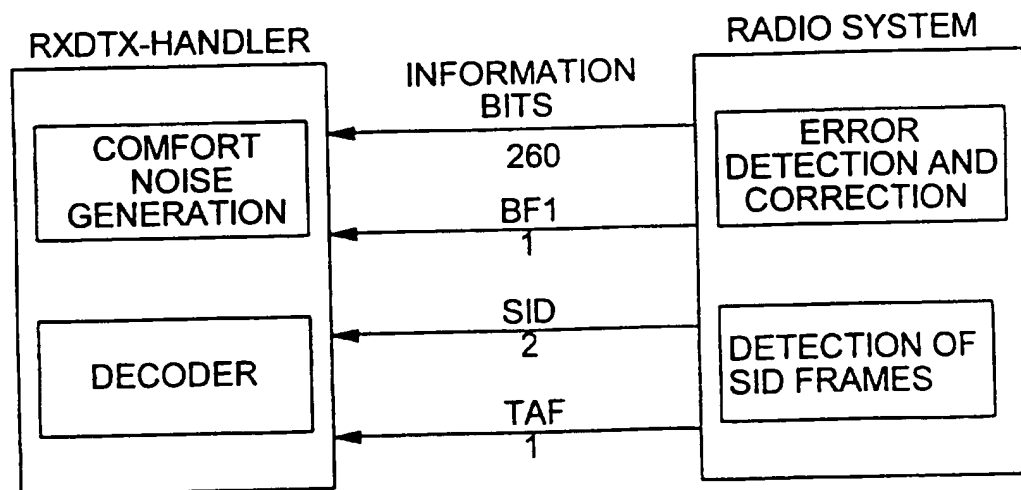 RXDTX-HANDLER
RADIO SYSTEM
INFORMATION
BITS
260
BF1
1
SID
2
TAF
1
COMFORT
NOISE
GENERATION
DECODER
ERROR
DETECTION AND
CORRECTION
DETECTION OF
SID FRAMES